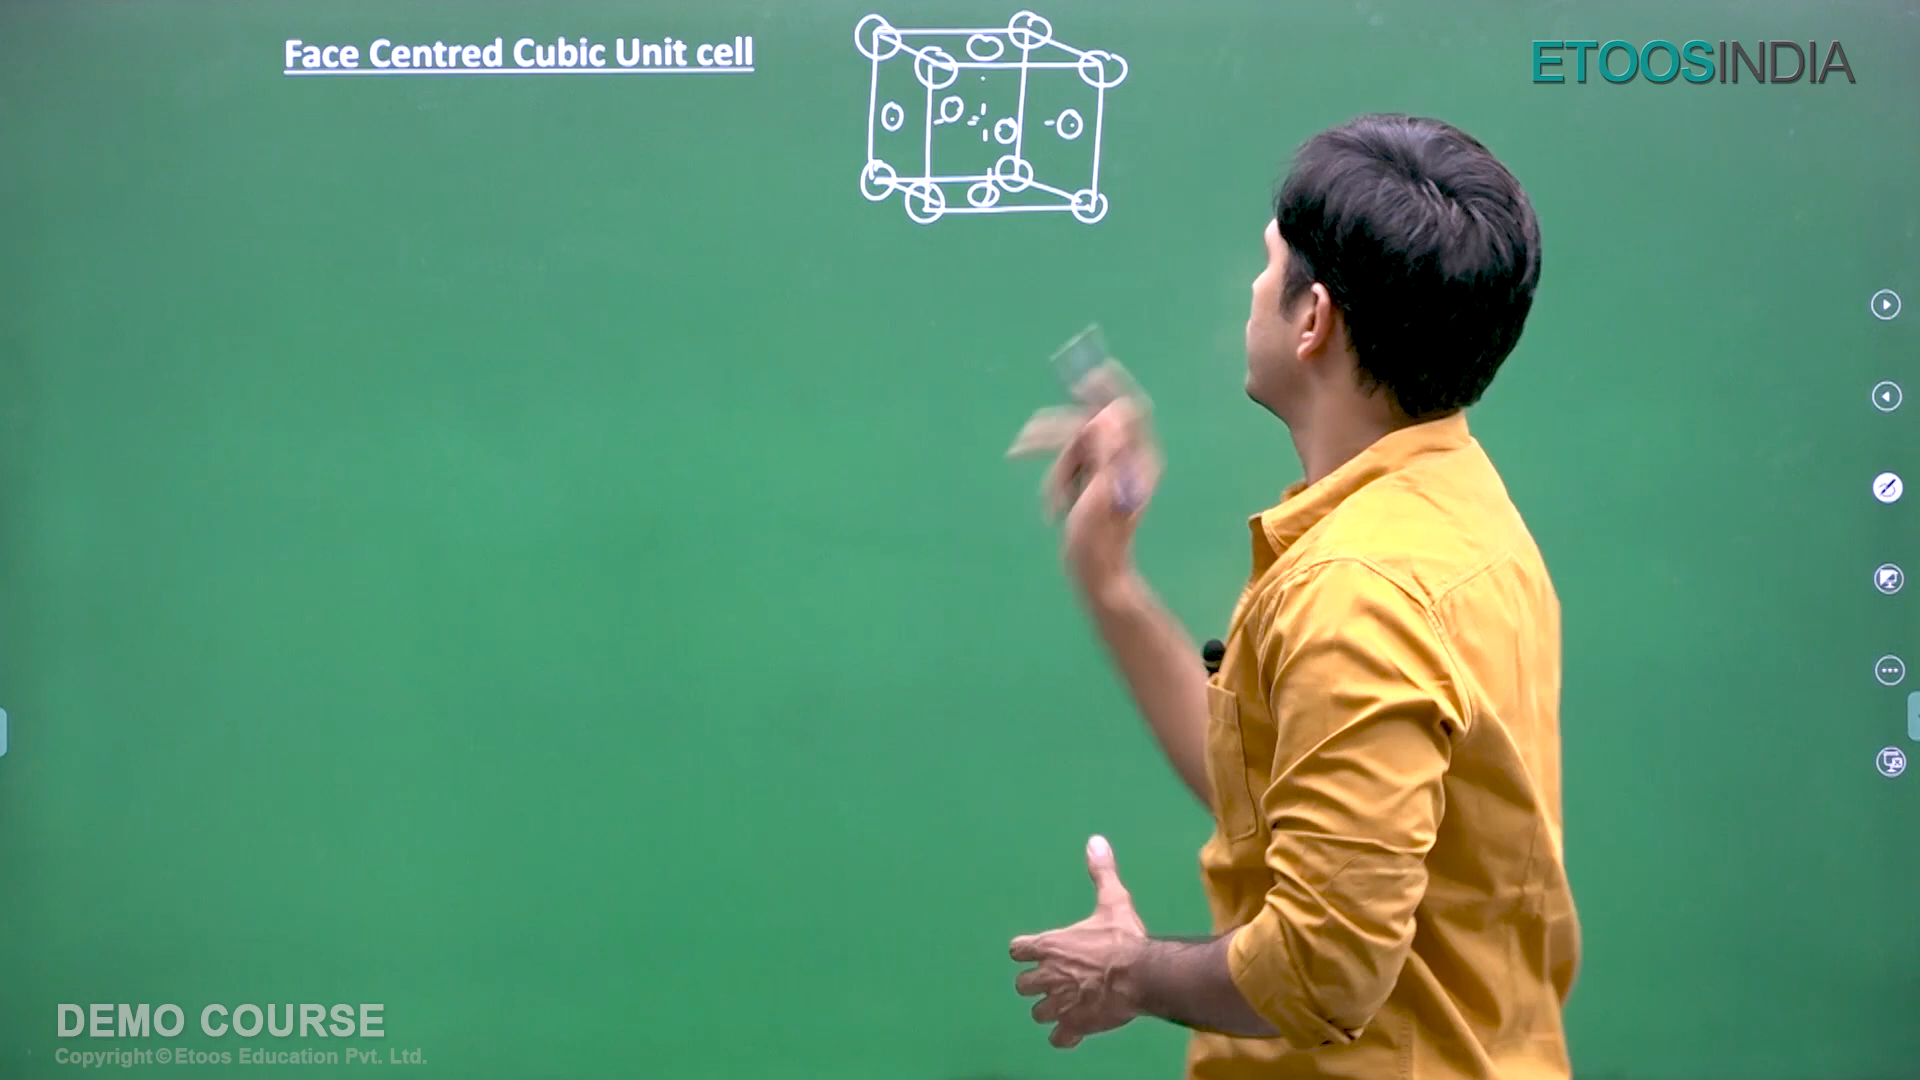 Face Centred Cubic Unit cell
ETOOSINDIA
DEMO COURSE
Copyright©Etoos Education Pvt. Ltd.